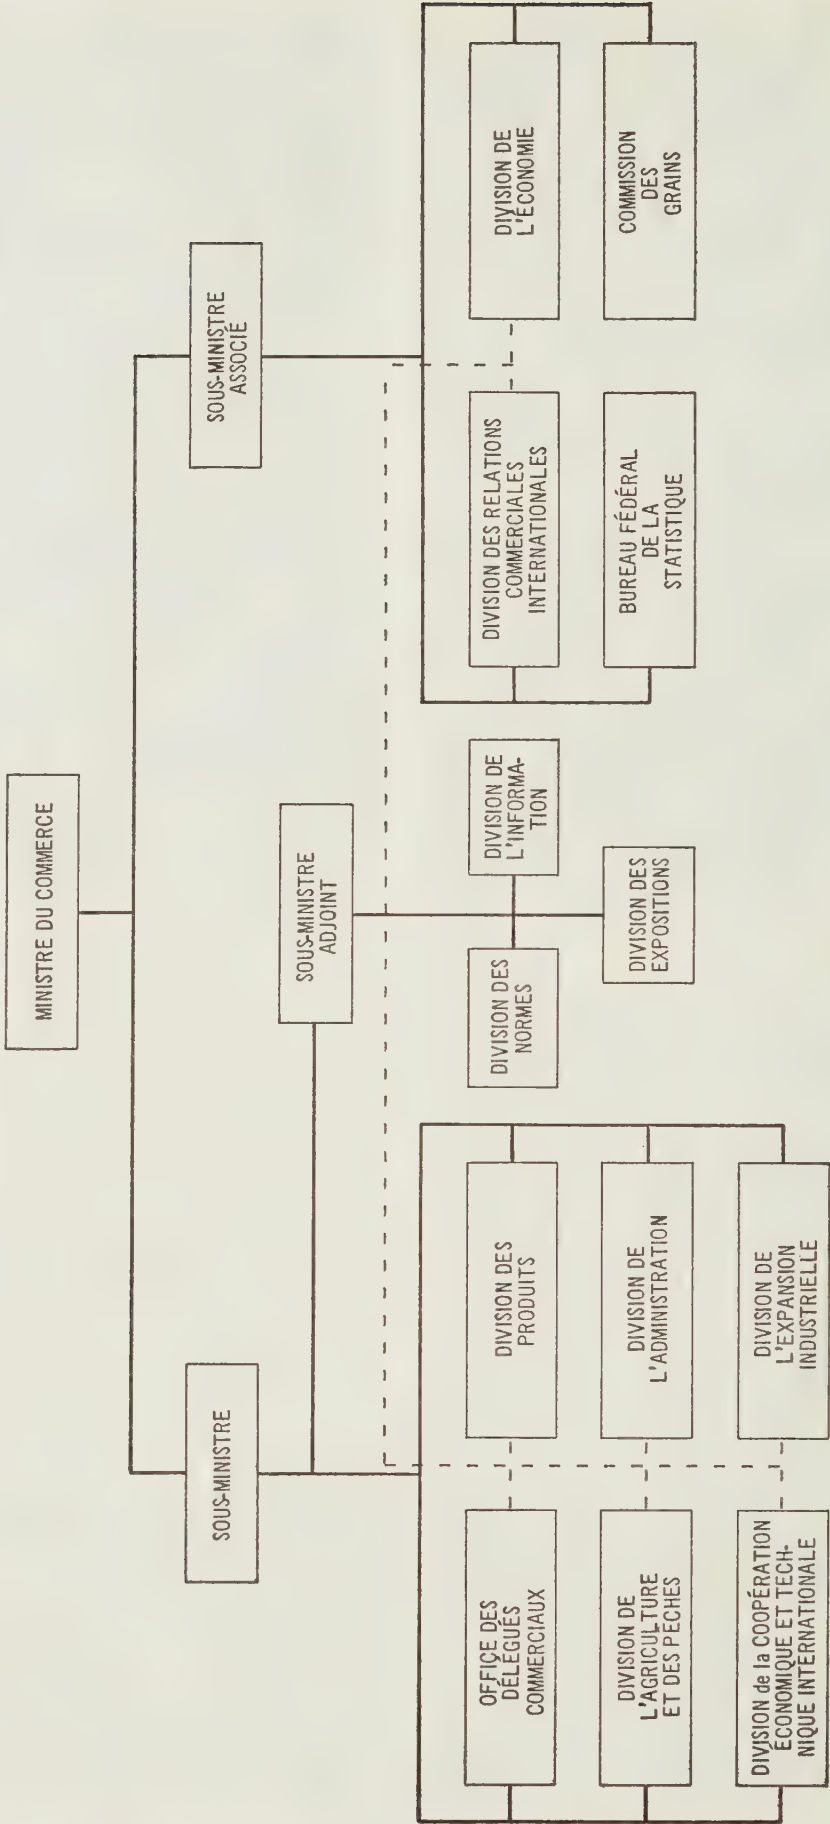 MINISTRE DU COMMERCE
SOUS-MINISTRE
SOUS-MINISTRE
ASSOCIÉ
SOUS-MINISTRE
ADJOINT
OFFICE DES
DÉLÉGUÉS
COMMERCIAUX
DIVISION DES
PRODUITS
DIVISION DE
L'AGRICULTURE
ET DES PÊCHES
DIVISION DE
L'ADMINISTRATION
DIVISION de la COOPÉRATION
ÉCONOMIQUE ET TECH-
NIQUE INTERNATIONALE
DIVISION DE
L'EXPANSION
INDUSTRIELLE
DIVISION DES
NORMES
DIVISION DE
L'INFORMA-
TION
DIVISION DES
EXPOSITIONS
DIVISION DES RELATIONS
COMMERCIALES
INTERNATIONALES
DIVISION DE
L'ÉCONOMIE
BUREAU FÉDÉRAL
DE LA
STATISTIQUE
COMMISSION
DES
GRAINS